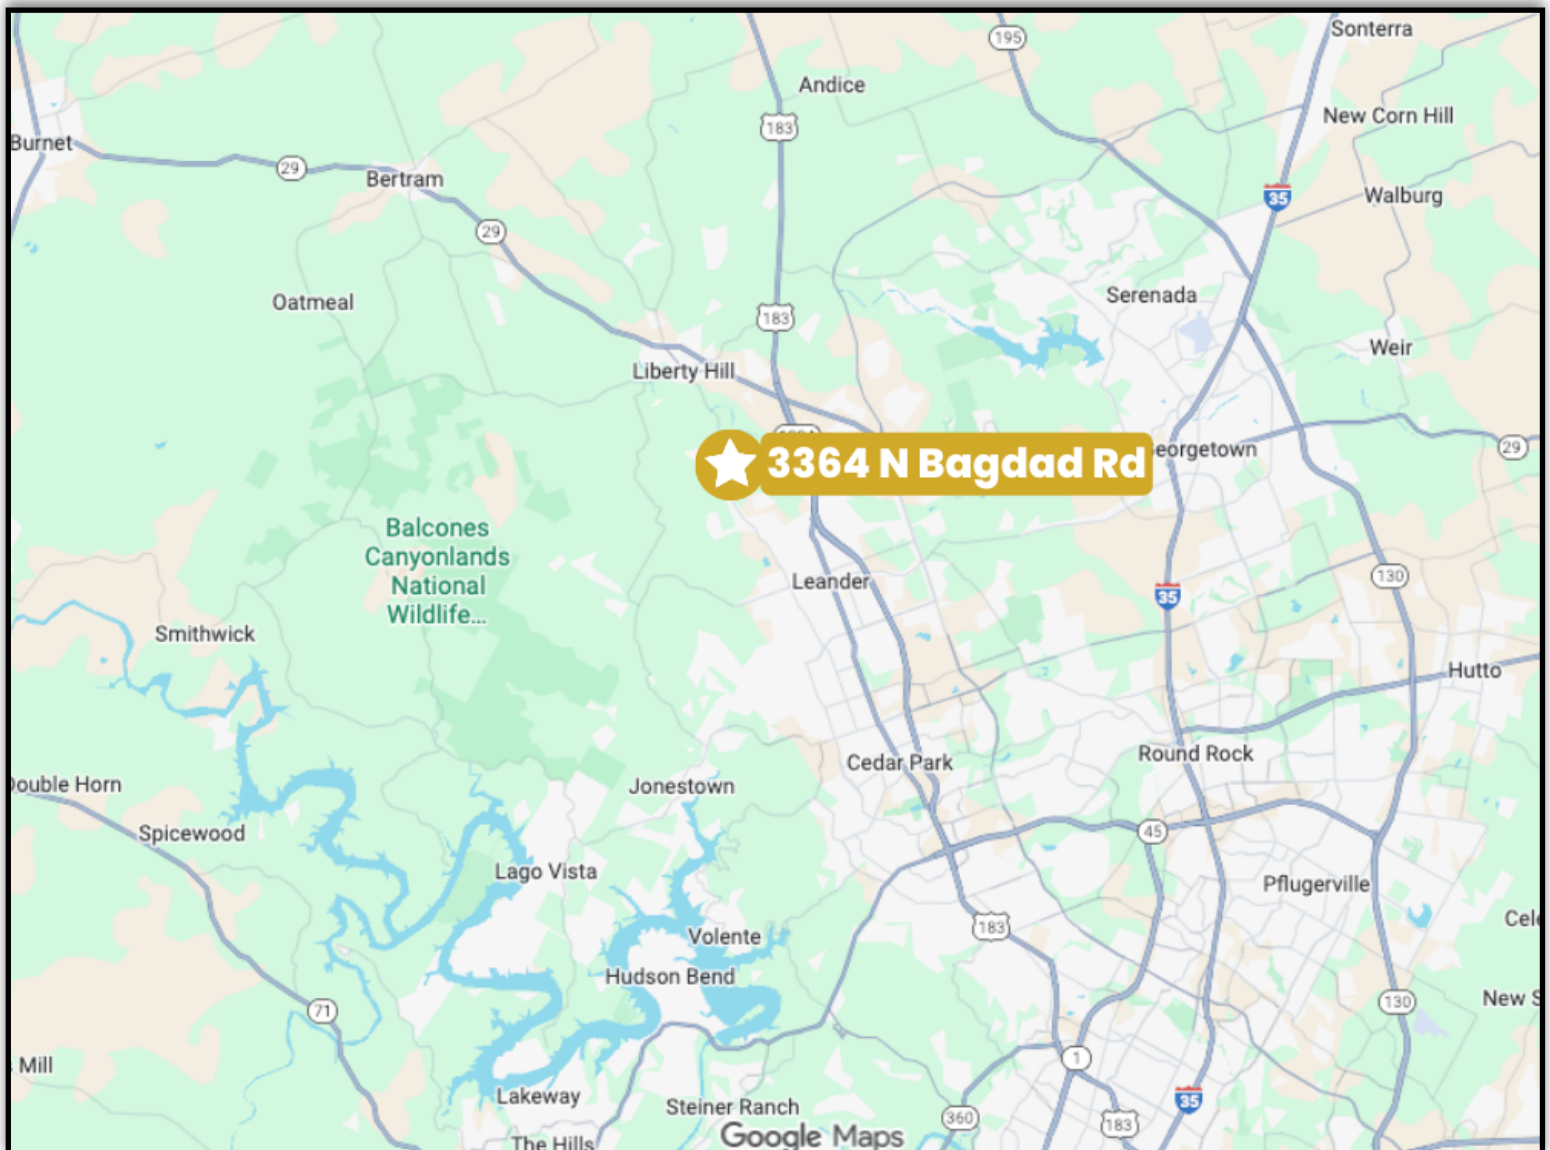 Sonterra
195
Andice
New Corn Hill
183
Burnet
29
Bertram
35
Walburg
29
Serenada
Oatmeal
183
Weir
Liberty Hill
3364 N Bagdad Rd
eorgetown
29
Balcones
Canyonlands
National
Wildlife...
Leander
130
35
Smithwick
Hutto
Round Rock
Cedar Park
Double Horn
Jonestown
Spicewood
45
Lago Vista
Pflugerville
Cele
183
Volente
Hudson Bend
New S
130
71
1
Mill
Lakeway
35
Steiner Ranch
360
183
The Hills
Google Maps